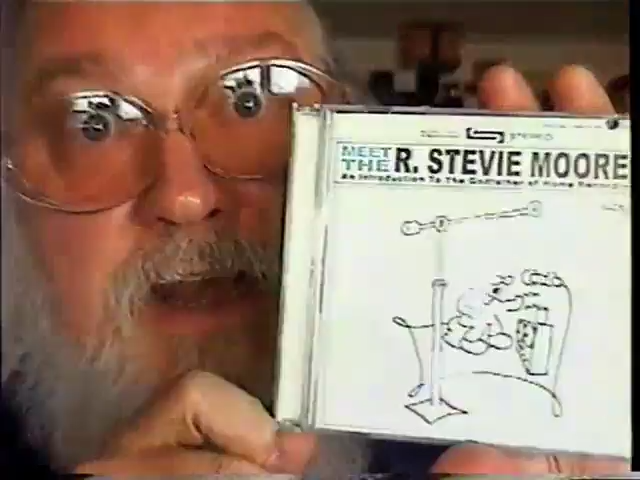 STEREO
MEET
THE R. STEVIE MOORE
An Introduction To The Godfather of Home Recording